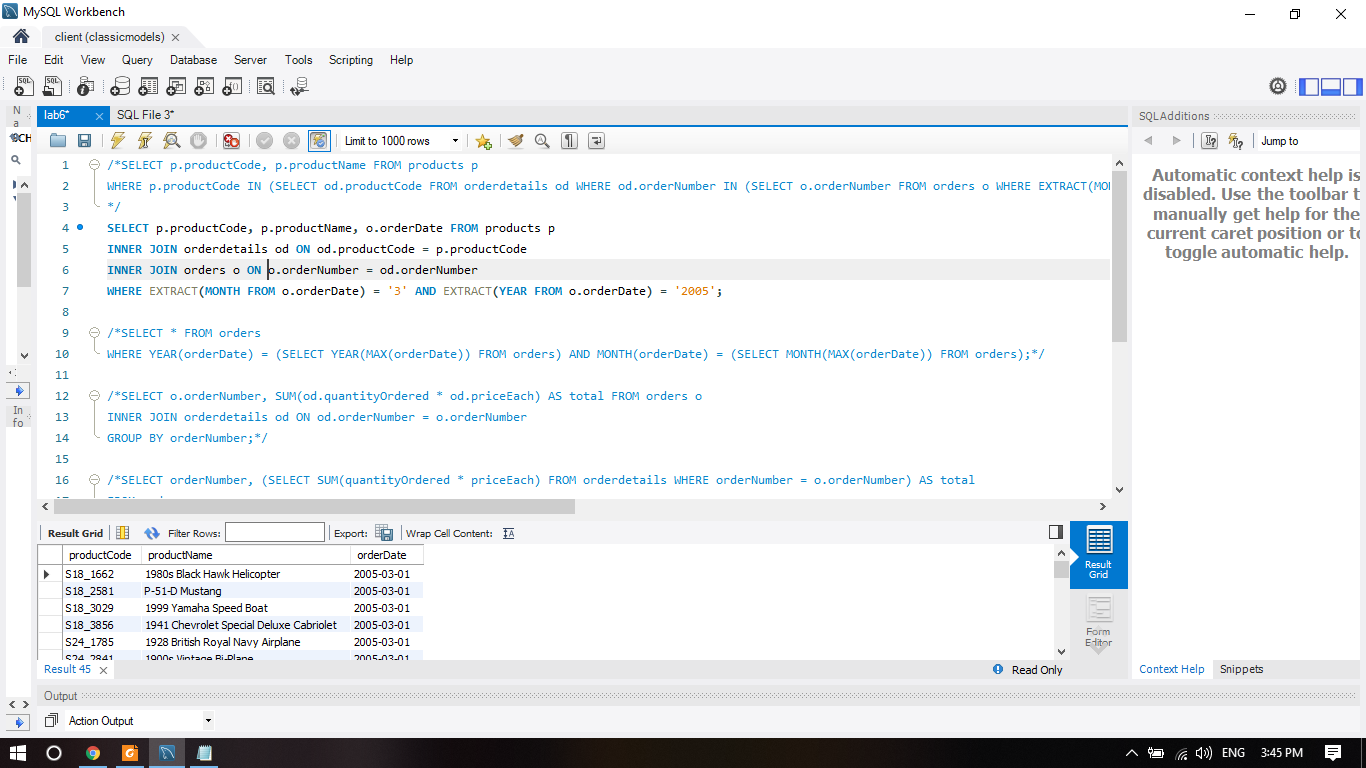 MySQL Workbench
client (classicmodels)
File Edit View Query Database Server Tools Scripting Help
Na
SCH
In
fo
lab6* SQL File 3*
Limit to 1000 rows
1 /*SELECT p.productCode, p.productName FROM products p
2 WHERE p.productCode IN (SELECT od.productCode FROM orderdetails od WHERE od.orderNumber IN (SELECT o.orderNumber FROM orders o WHERE EXTRACT(MON
3 */
4 SELECT p.productCode, p.productName, o.orderDate FROM products p
5 INNER JOIN orderdetails od ON od.productCode = p.productCode
6 INNER JOIN orders o ON o.orderNumber = od.orderNumber
7 WHERE EXTRACT(MONTH FROM o.orderDate) = '3' AND EXTRACT(YEAR FROM o.orderDate) = '2005';
8
9 /*SELECT * FROM orders
10 WHERE YEAR(orderDate) = (SELECT YEAR(MAX(orderDate)) FROM orders) AND MONTH(orderDate) = (SELECT MONTH(MAX(orderDate)) FROM orders);*/
11
12 /*SELECT o.orderNumber, SUM(od.quantityOrdered * od.priceEach) AS total FROM orders o
13 INNER JOIN orderdetails od ON od.orderNumber = o.orderNumber
14 GROUP BY orderNumber;*/
15
16 /*SELECT orderNumber, (SELECT SUM(quantityOrdered * priceEach) FROM orderdetails WHERE orderNumber = o.orderNumber) AS total
Result Grid Filter Rows: Export: Wrap Cell Content:
productCode productName orderDate
S18_1662 1980s Black Hawk Helicopter 2005-03-01
S18_2581 P-51-D Mustang 2005-03-01
S18_3029 1999 Yamaha Speed Boat 2005-03-01
S18_3856 1941 Chevrolet Special Deluxe Cabriolet 2005-03-01
S24_1785 1928 British Royal Navy Airplane 2005-03-01
S24_2841 1900s Vintage Bi-Plane 2005-03-01
Result
Grid
Form
Editor
Result 45
Read Only
Output
Action Output
SQLAdditions
Jump to
Automatic context help is
disabled. Use the toolbar t
manually get help for the
current caret position or to
toggle automatic help.
Context Help Snippets
ENG 3:45 PM